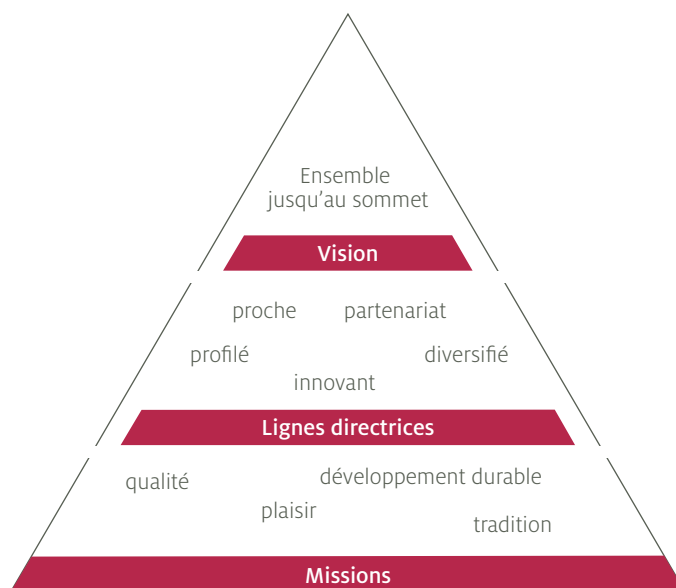 Ensemble
jusqu'au sommet
Vision
proche partenariat
profilé diversifié
innovant
Lignes directrices
qualité développement durable
plaisir
tradition
Missions